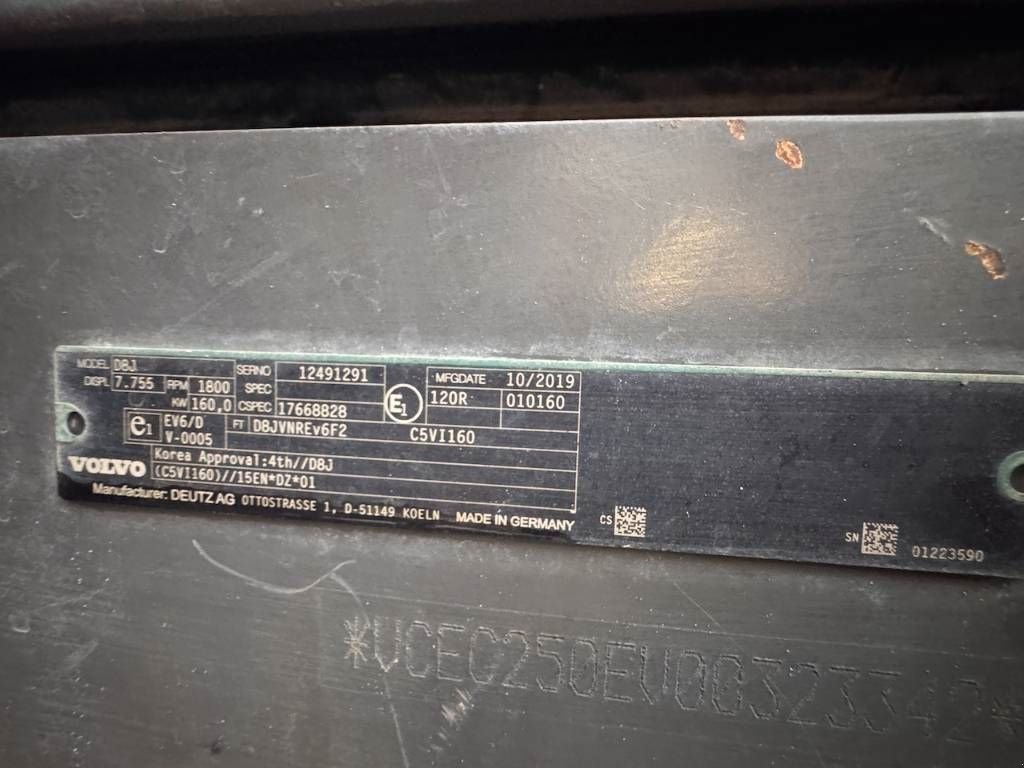 MODEL D8J SERNO 12491291 MFGDATE 10/2019
DISPL 7.755 RPM 1800 SPEC E1 120R 010160
KW 160,0 CSPEC 17668828
e1 EV6/D V-0005 FT D8JVNREv6F2 C5VI160
VOLVO Korea Approval:4th//D8J
(C5VI160)//15EN*DZ*01
Manufacturer: DEUTZ AG OTTOSTRASSE 1, D-51149 KOELN MADE IN GERMANY CS
SN 01223590
*VCEC250EV00323342*